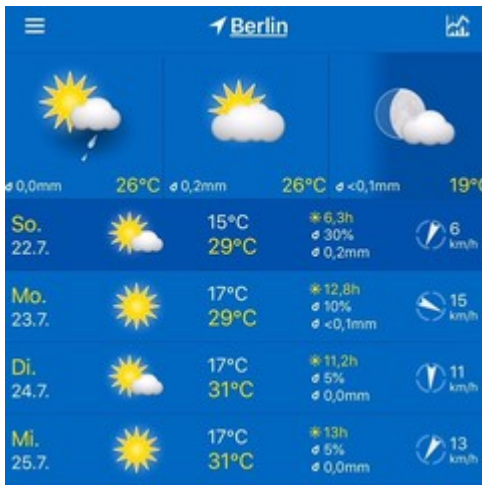 Berlin
0,0mm 26°C 0,2mm 26°C <0,1mm 19°
So. 15°C 6,3h 6
22.7. 29°C 30% km/h
0,2mm
Mo. 17°C 12,8h 15
23.7. 29°C 10% km/h
<0,1mm
Di. 17°C 11,2h 11
24.7. 31°C 5% km/h
0,0mm
Mi. 17°C 13h 13
25.7. 31°C 5% km/h
0,0mm